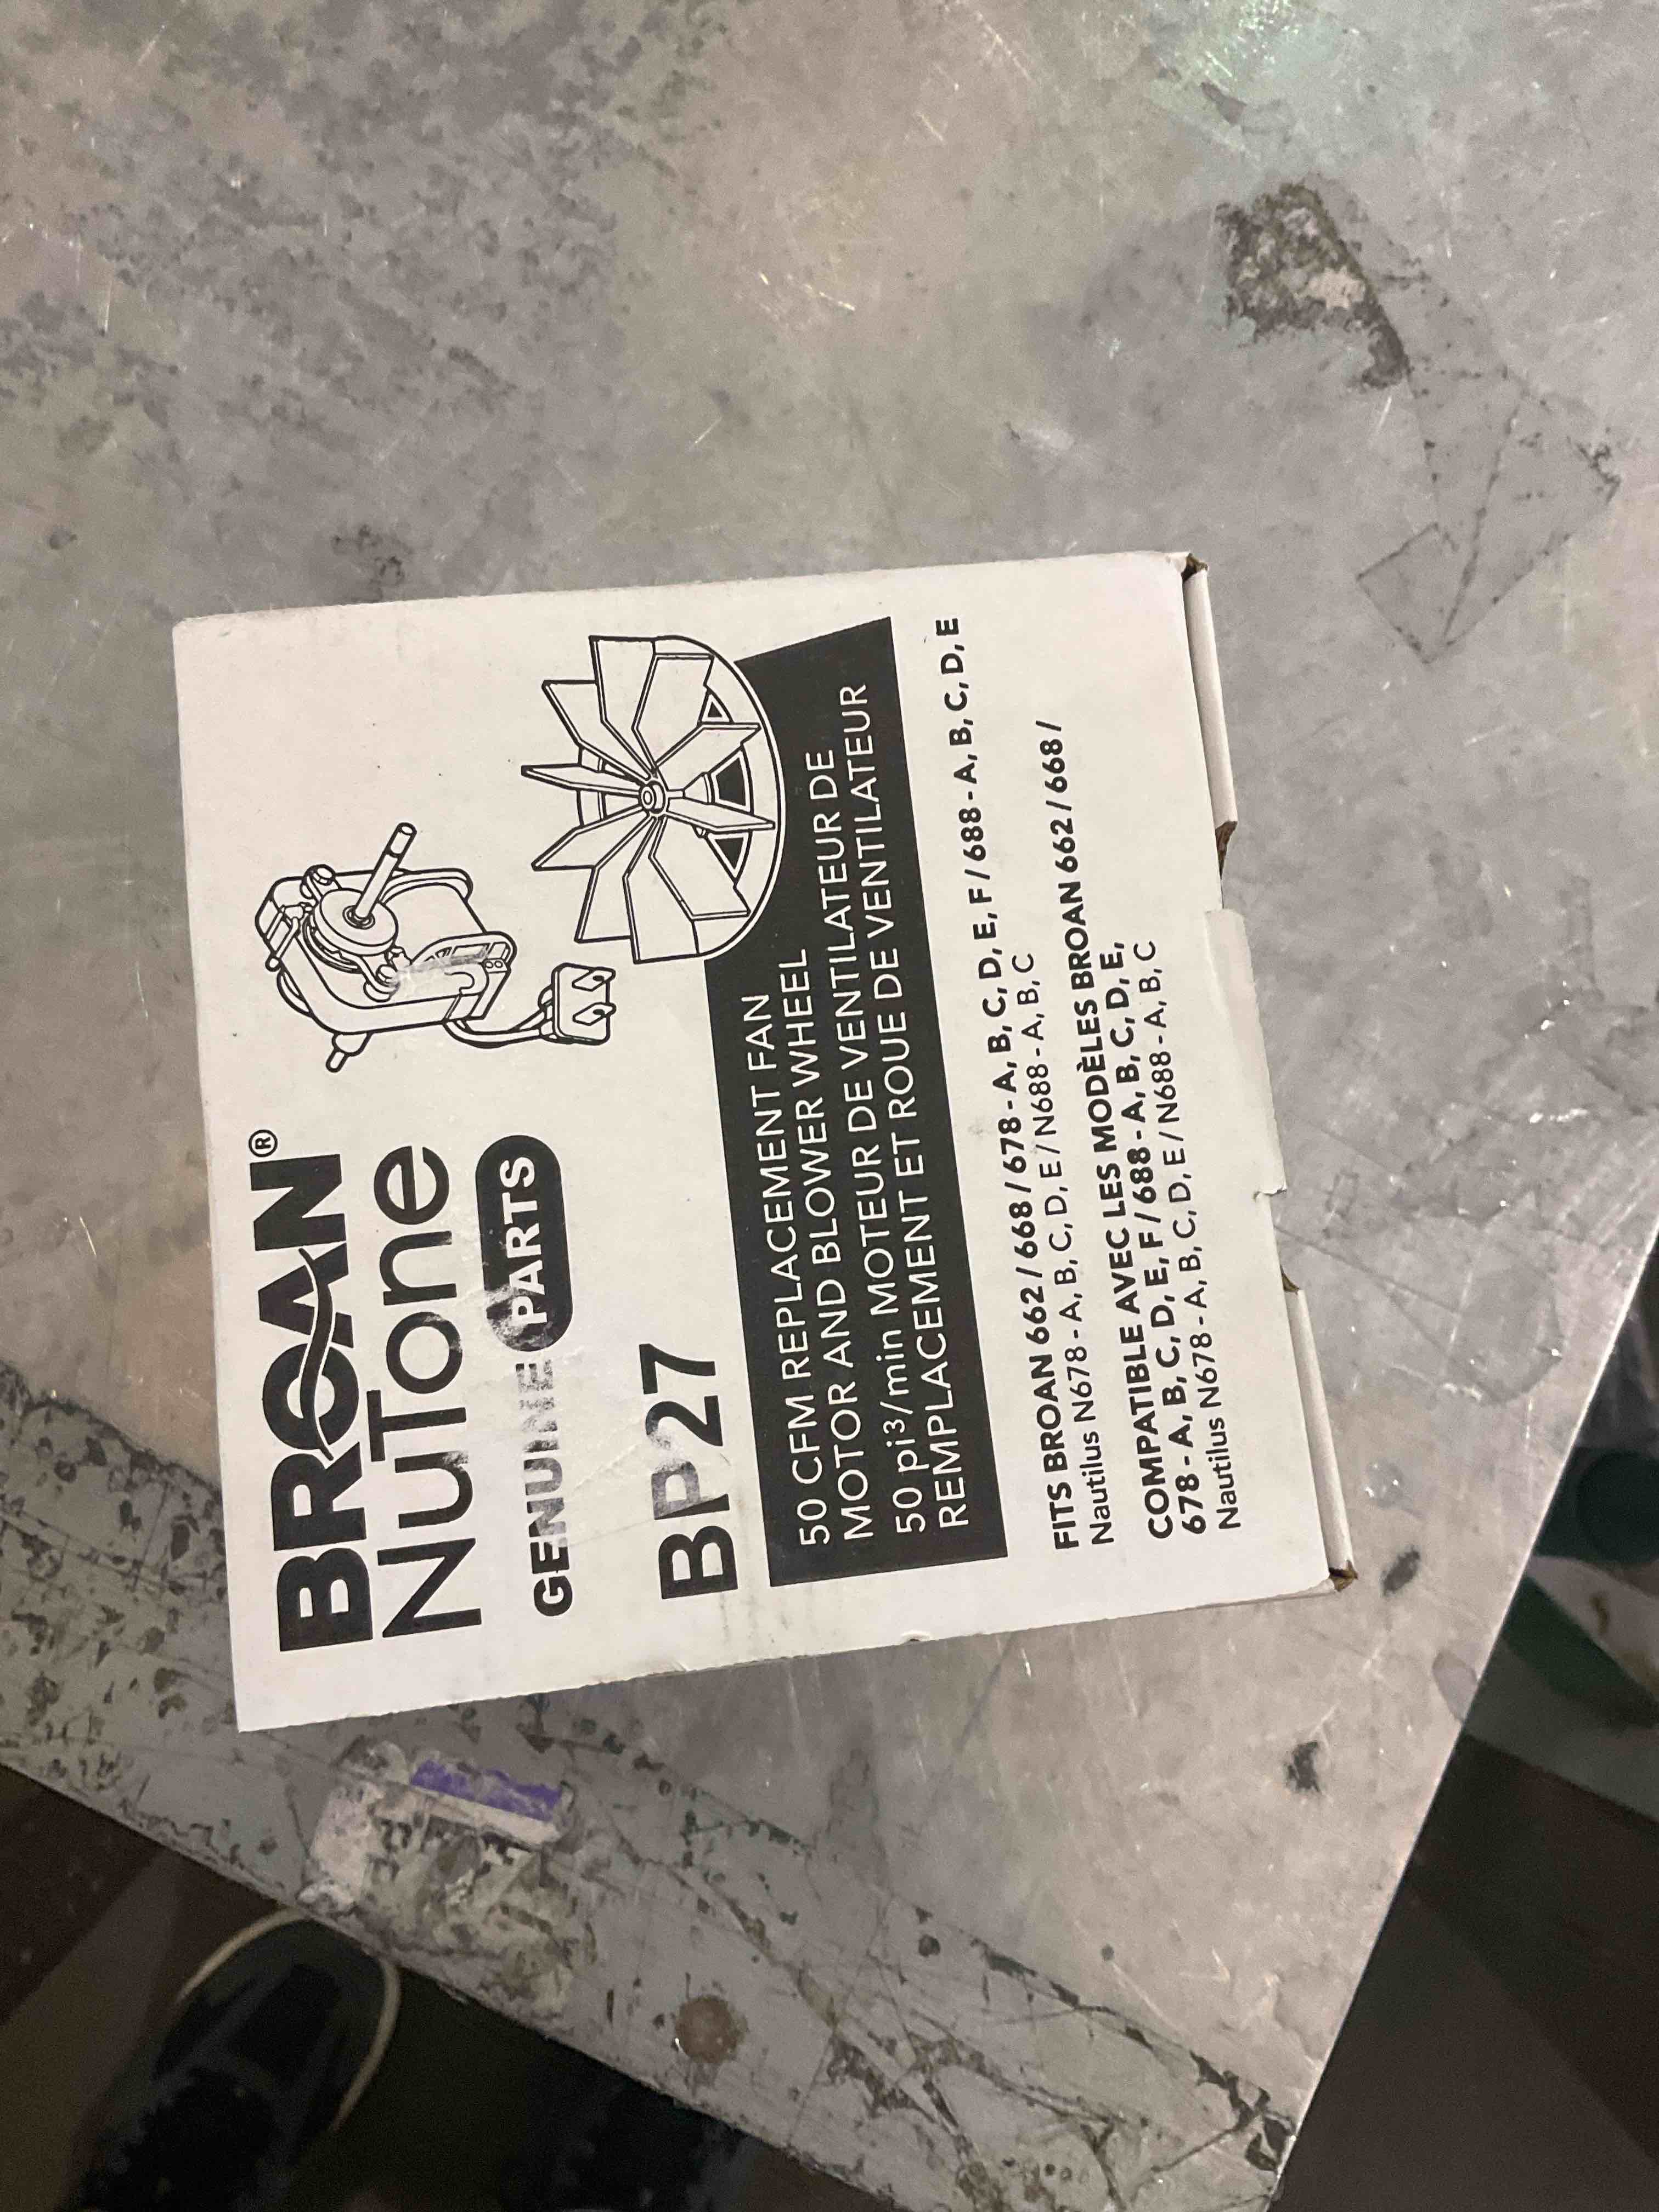 BROAN®
NuTone
GENUINE PARTS
BP27
50 CFM REPLACEMENT FAN
MOTOR AND BLOWER WHEEL
50 pi³/min MOTEUR DE VENTILATEUR DE
REMPLACEMENT ET ROUE DE VENTILATEUR
FITS BROAN 662/668/678-A, B, C, D, E, F/688-A, B, C, D, E
Nautilus N678-A, B, C, D, E/N688-A, B, C
COMPATIBLE AVEC LES MODÈLES BROAN 662/668/
678-A, B, C, D, E, F/688-A, B, C, D, E,
Nautilus N678-A, B, C, D, E/N688-A, B, C